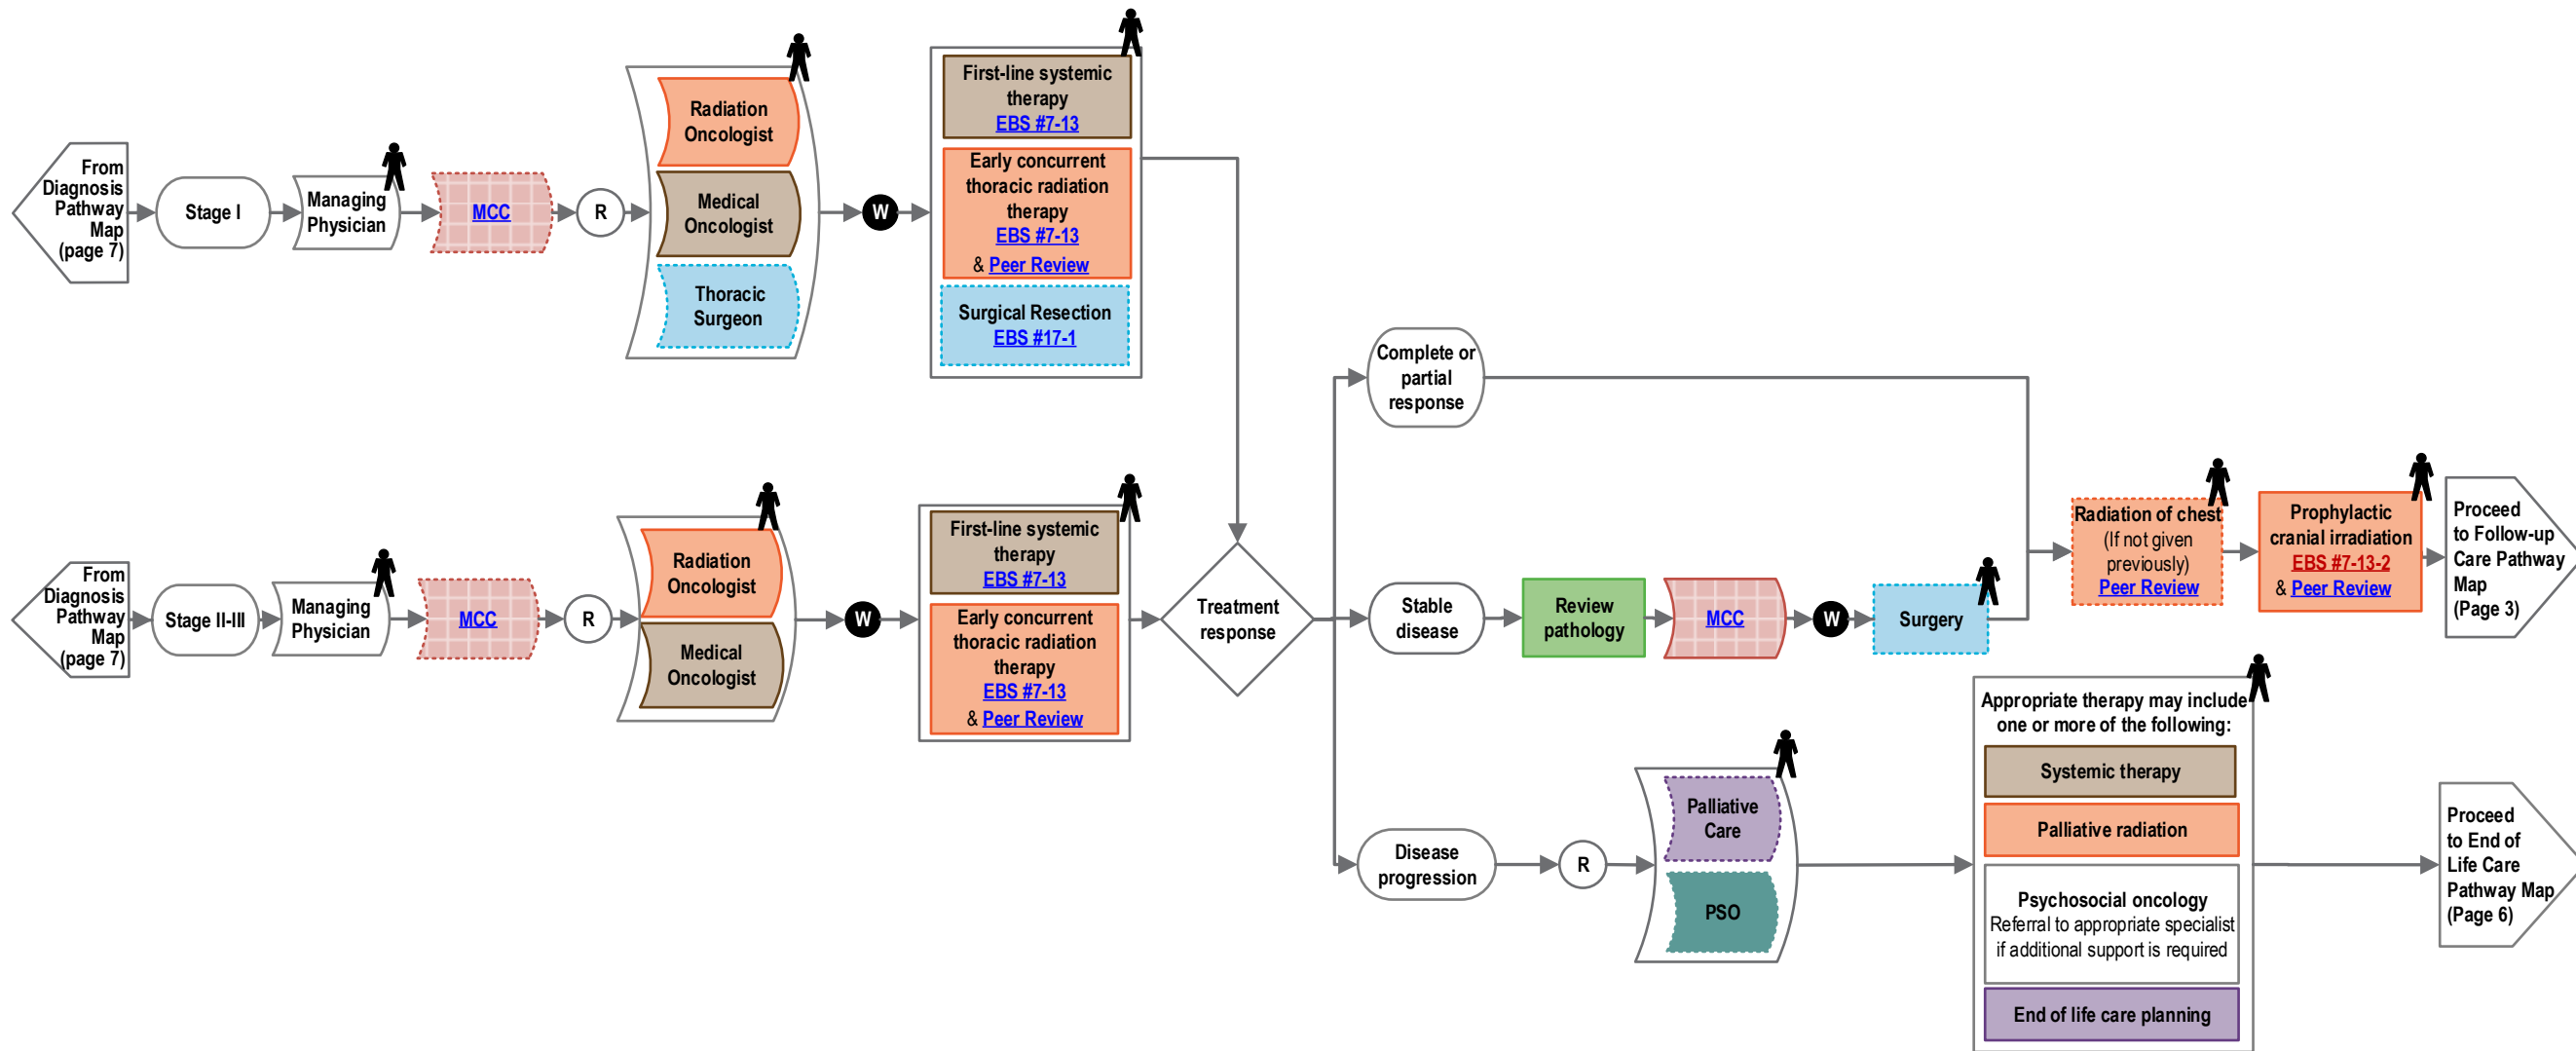 From
Diagnosis
Pathway
Map
(page 7)
Stage I
Managing
Physician
MCC
R
Radiation
Oncologist
Medical
Oncologist
Thoracic
Surgeon
W
First-line systemic
therapy
EBS #7-13
Early concurrent
thoracic radiation
therapy
EBS #7-13
& Peer Review
Surgical Resection
EBS #17-1
From
Diagnosis
Pathway
Map
(page 7)
Stage II-III
Managing
Physician
MCC
R
Radiation
Oncologist
Medical
Oncologist
W
First-line systemic
therapy
EBS #7-13
Early concurrent
thoracic radiation
therapy
EBS #7-13
& Peer Review
Treatment
response
Complete or
partial
response
Stable
disease
Review
pathology
MCC
W
Surgery
Radiation of chest
(If not given
previously)
Peer Review
Prophylactic
cranial irradiation
EBS #7-13-2
& Peer Review
Proceed
to Follow-up
Care Pathway
Map
(Page 3)
Disease
progression
R
Palliative
Care
PSO
Appropriate therapy may include
one or more of the following:
Systemic therapy
Palliative radiation
Psychosocial oncology
Referral to appropriate specialist
if additional support is required
End of life care planning
Proceed
to End of
Life Care
Pathway Map
(Page 6)